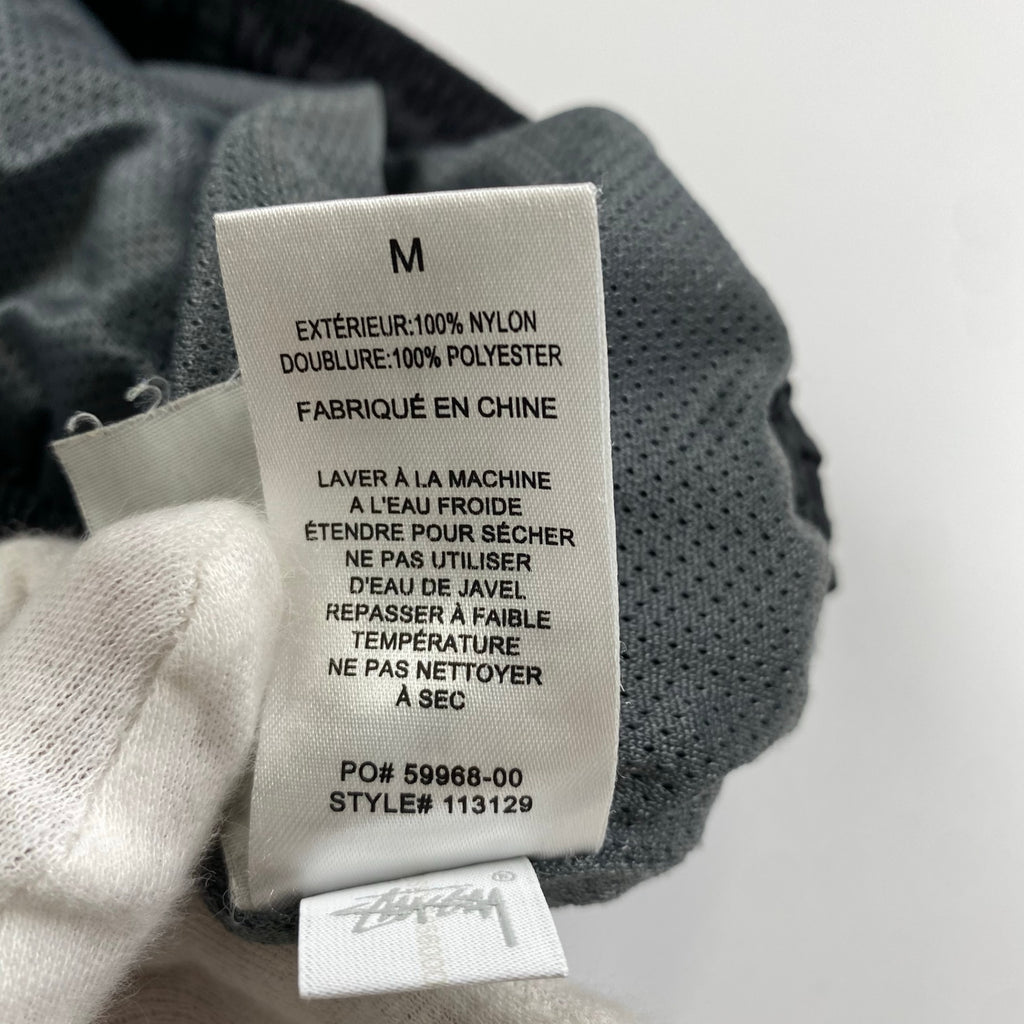 M
EXTÉRIEUR:100% NYLON
DOUBLURE:100% POLYESTER
FABRIQUÉ EN CHINE
LAVER À LA MACHINE
A L'EAU FROIDE
ÉTENDRE POUR SÉCHER
NE PAS UTILISER
D'EAU DE JAVEL
REPASSER À FAIBLE
TEMPÉRATURE
NE PAS NETTOYER
À SEC
PO# 59968-00
STYLE# 113129
Stüssy ®